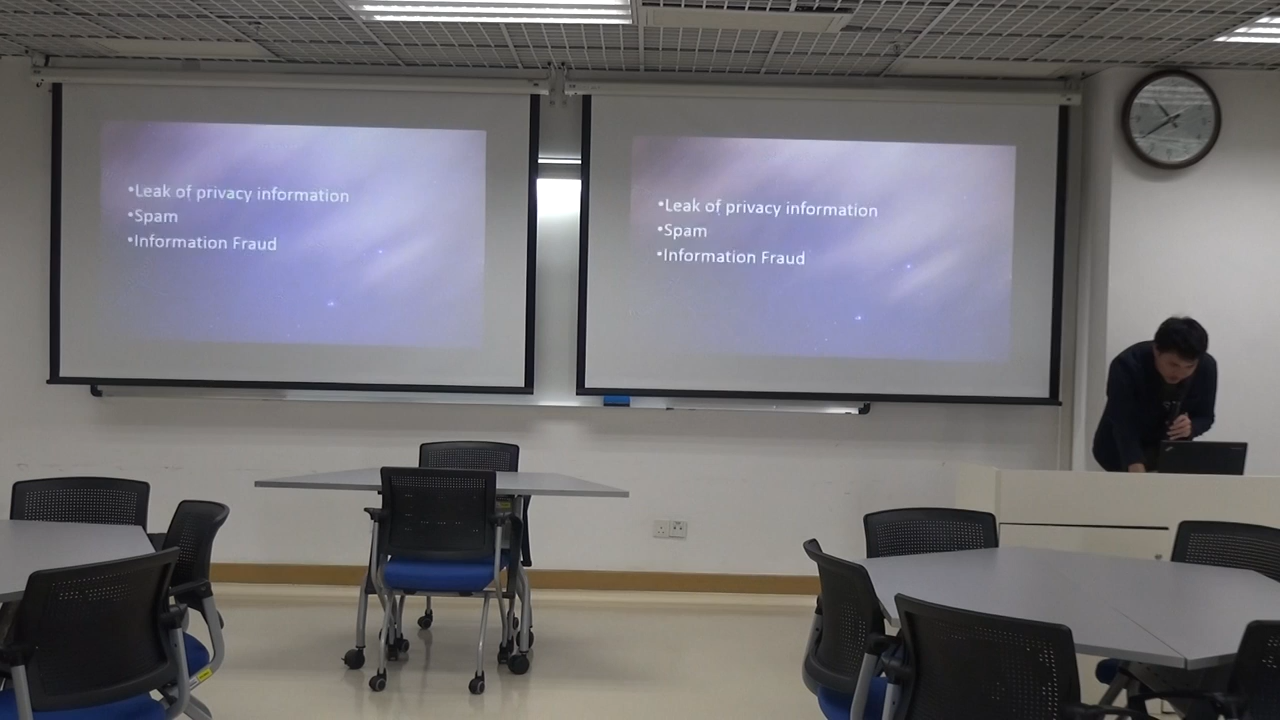 •Leak of privacy information
•Spam
•Information Fraud
•Leak of privacy information
•Spam
•Information Fraud